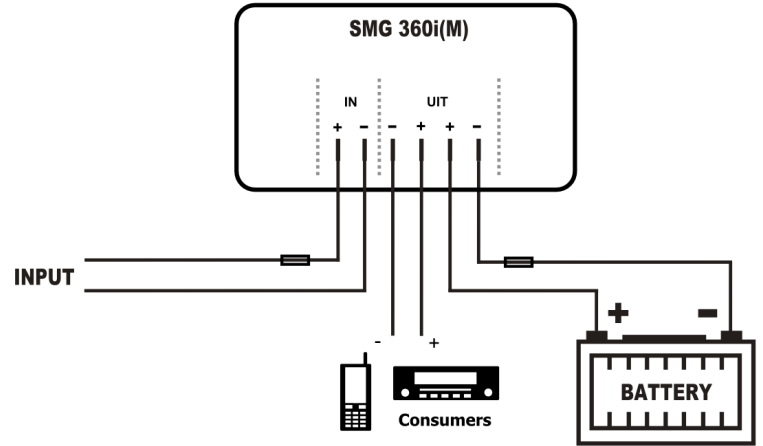 SMG 360i(M)
IN UIT
+ - - + + -
INPUT
+ -
- +
BATTERY
Consumers